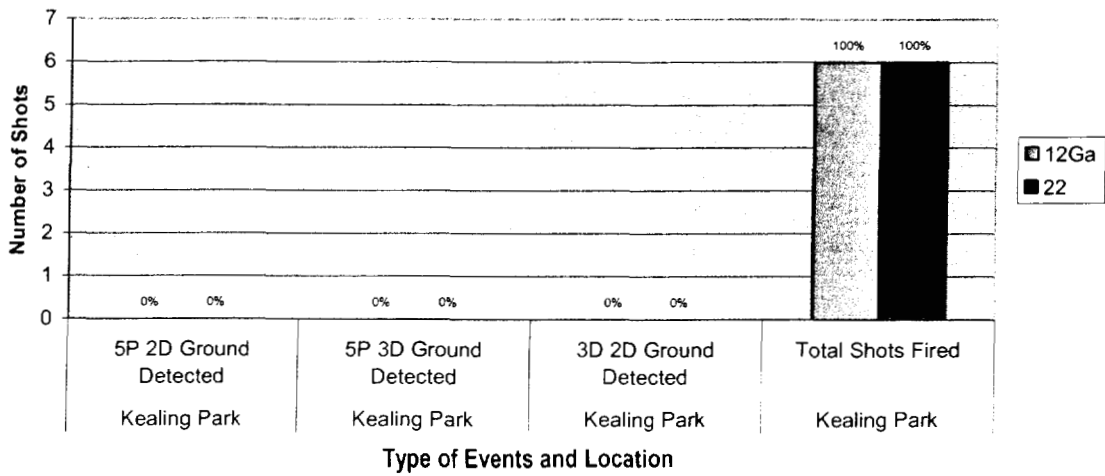 7
6
5
4
3
2
1
0
Number of Shots
100% 100%
0% 0% 0% 0% 0% 0%
12Ga
22
5P 2D Ground Detected
5P 3D Ground Detected
3D 2D Ground Detected
Total Shots Fired
Kealing Park Kealing Park Kealing Park Kealing Park
Type of Events and Location